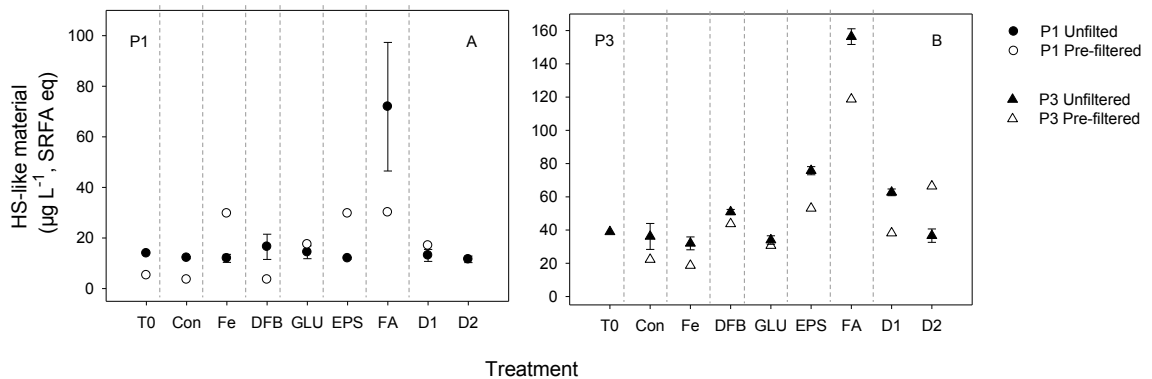 P1
A
100
80
60
40
20
0
HS-like material
(µg L⁻¹, SRFA eq)
T0 Con Fe DFB GLU EPS FA D1 D2
P3
B
160
140
120
100
80
60
40
20
0
T0 Con Fe DFB GLU EPS FA D1 D2
Treatment
P1 Unfilted
P1 Pre-filtered
P3 Unfiltered
P3 Pre-filtered